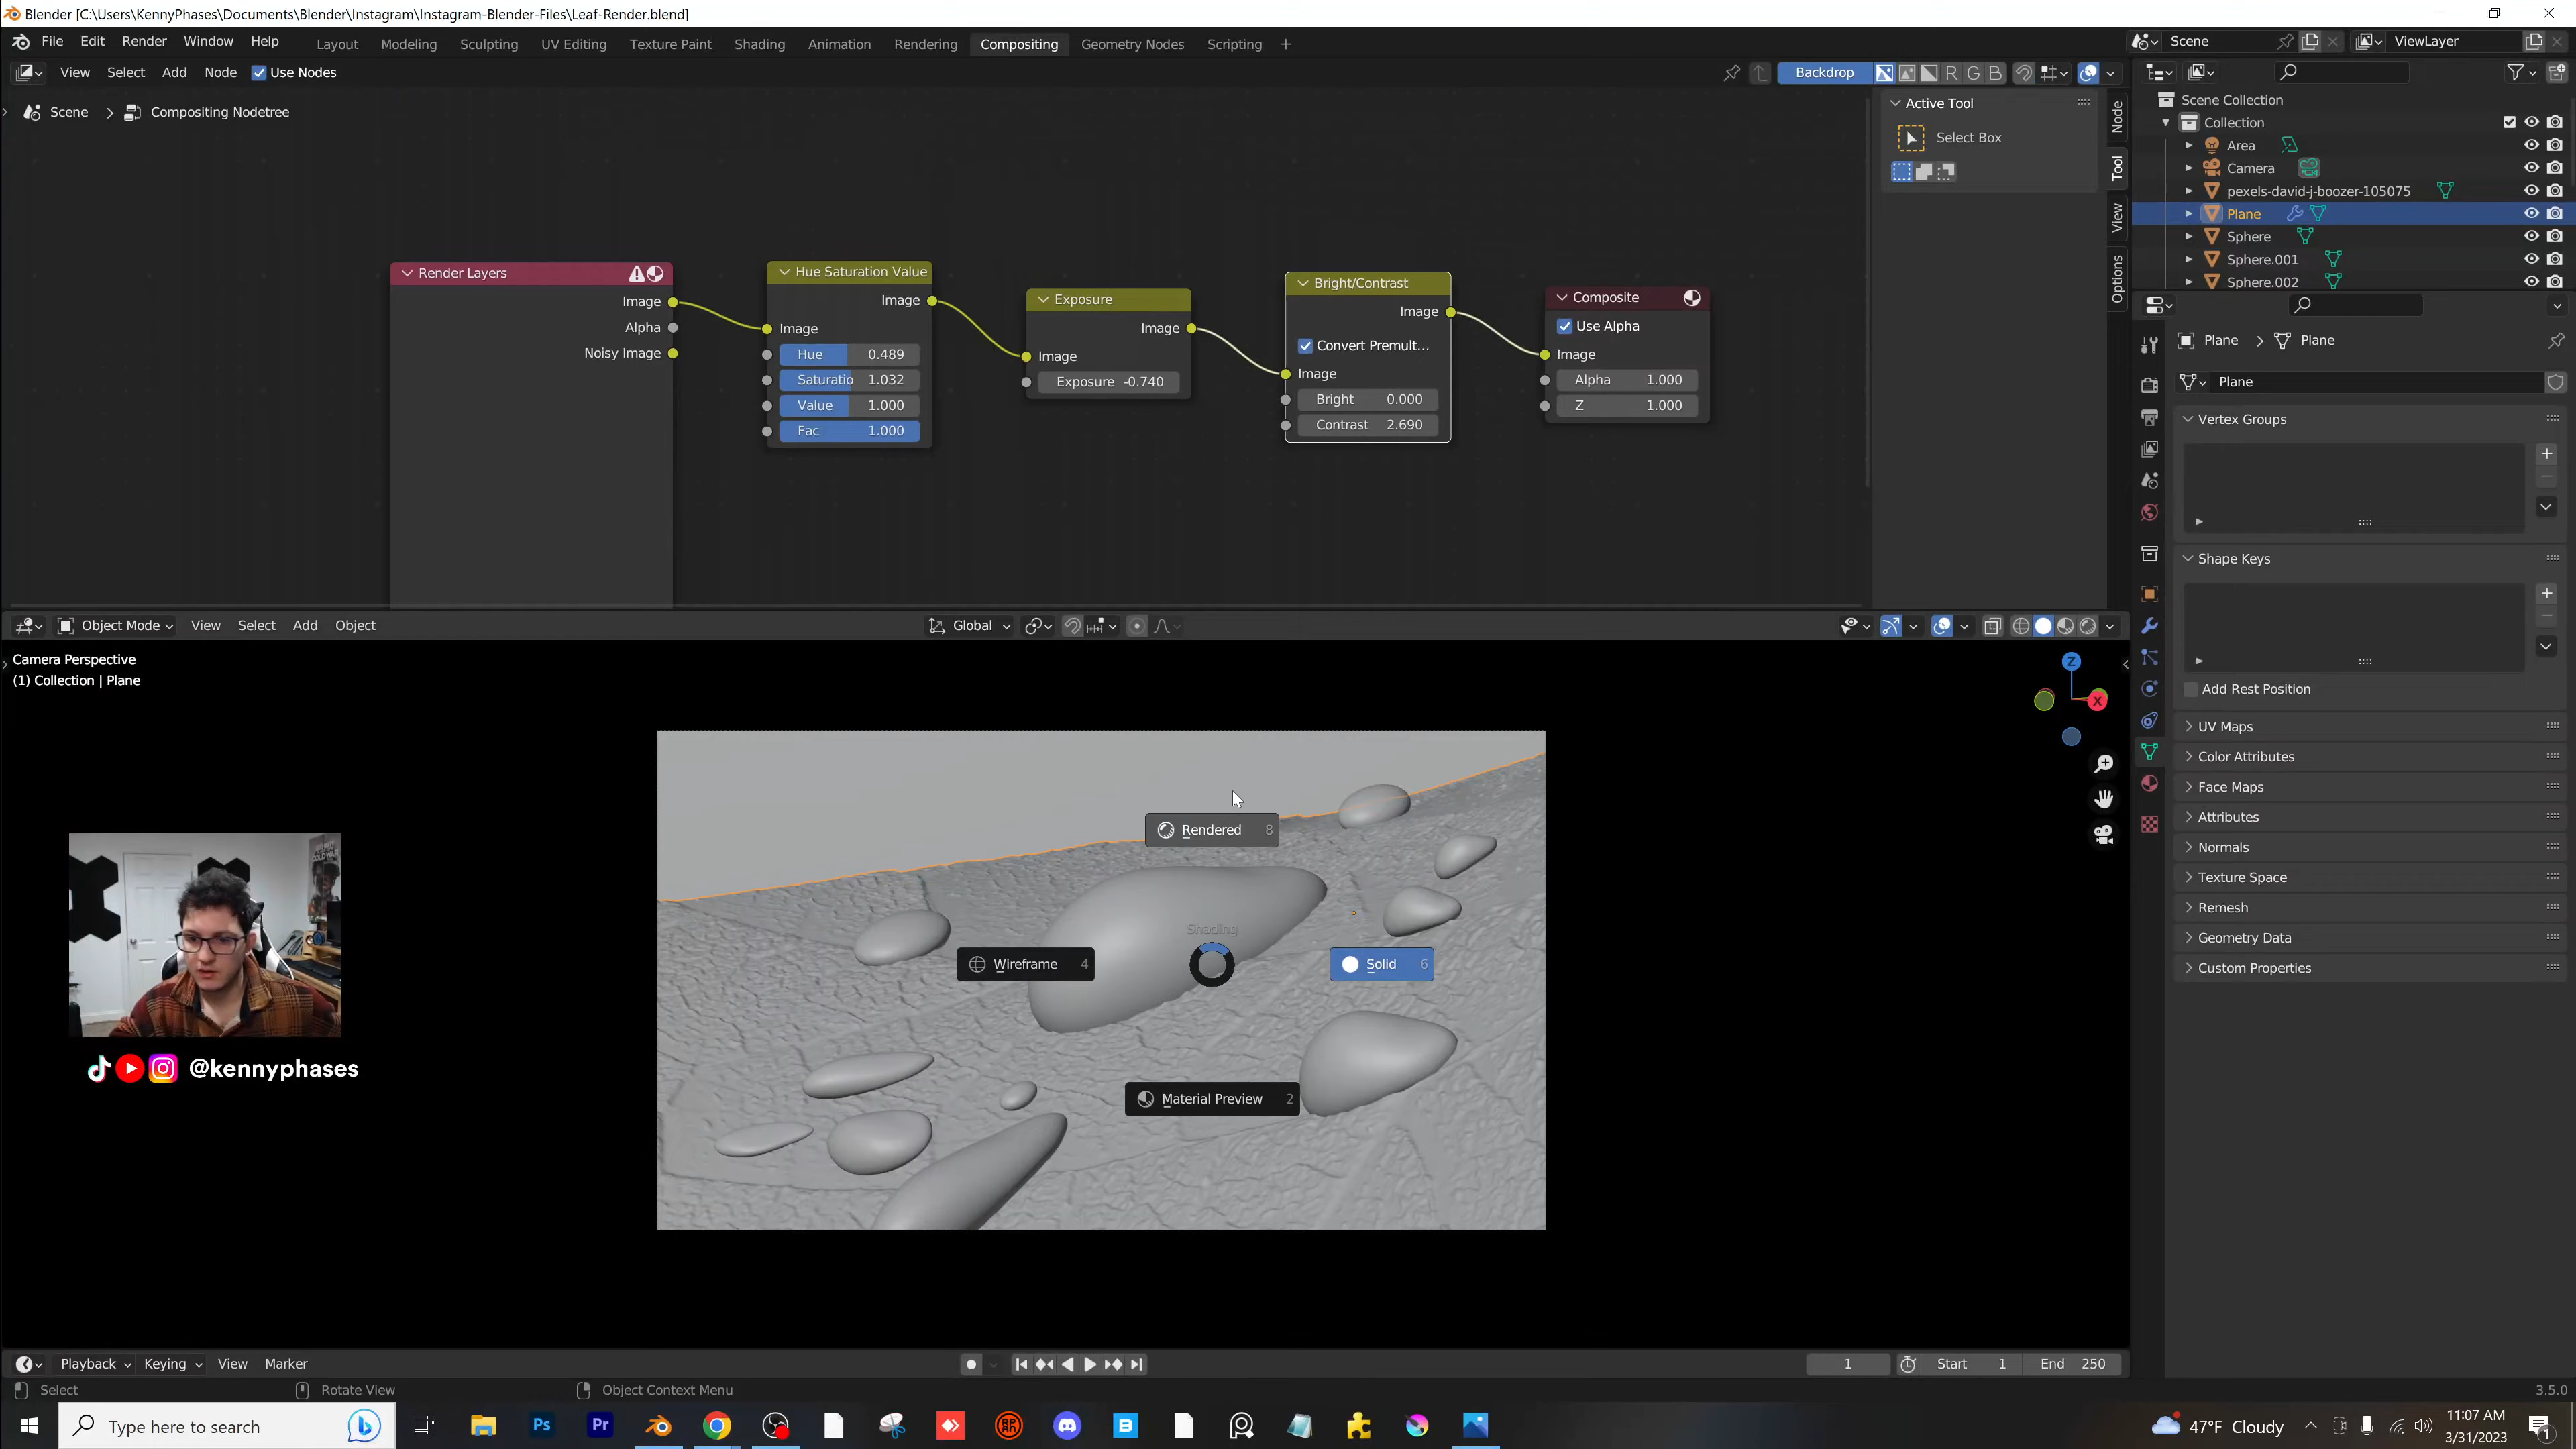 Blender [C:\Users\KennyPhases\Documents\Blender\Instagram\Instagram-Blender-Files\Leaf-Render.blend]
File Edit Render Window Help Layout Modeling Sculpting UV Editing Texture Paint Shading Animation Rendering Compositing Geometry Nodes Scripting + Scene ViewLayer
View Select Add Node Use Nodes Backdrop R G B
Scene > Compositing Nodetree
Active Tool
Select Box
Node
Tool
View
Options
Render Layers
Image
Alpha
Noisy Image
Hue Saturation Value
Image
Image
Hue 0.489
Saturatio 1.032
Value 1.000
Fac 1.000
Exposure
Image
Image
Exposure -0.740
Bright/Contrast
Image
Convert Premult...
Image
Bright 0.000
Contrast 2.690
Composite
Use Alpha
Image
Alpha 1.000
Z 1.000
Scene Collection
Collection
Area
Camera
pexels-david-j-boozer-105075
Plane
Sphere
Sphere.001
Sphere.002
Plane > Plane
Plane
Vertex Groups
Shape Keys
Add Rest Position
UV Maps
Color Attributes
Face Maps
Attributes
Normals
Texture Space
Remesh
Geometry Data
Custom Properties
Object Mode View Select Add Object Global
Camera Perspective
(1) Collection | Plane
Z
X
Rendered 8
Shading
Wireframe 4
Solid 6
Material Preview 2
@kennyphases
Playback Keying View Marker 1 Start 1 End 250
Select Rotate View Object Context Menu 3.5.0
Type here to search
Ps
Pr
B
47°F Cloudy
11:07 AM
3/31/2023
1